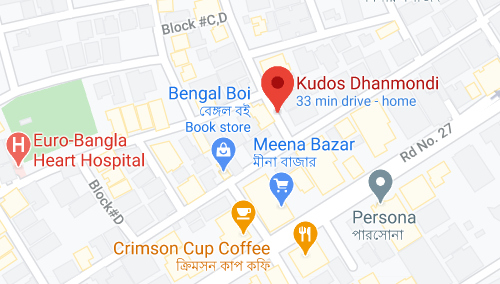 Block #C,D
Kudos Dhanmondi
33 min drive - home
Bengal Boi
বেঙ্গল বই
Book store
Rd No. 27
Euro-Bangla
Heart Hospital
Meena Bazar
মীনা বাজার
Block#D
Persona
পারসোনা
Crimson Cup Coffee
ক্রিমসন কাপ কফি